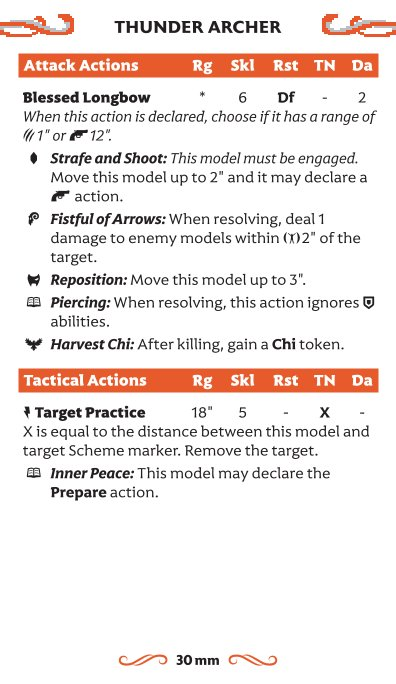 THUNDER ARCHER
Attack Actions Rg Skl Rst TN Da
Blessed Longbow * 6 Df - 2
When this action is declared, choose if it has a range of
1" or 12".
Strafe and Shoot: This model must be engaged.
Move this model up to 2" and it may declare a
action.
Fistful of Arrows: When resolving, deal 1
damage to enemy models within 2" of the
target.
Reposition: Move this model up to 3".
Piercing: When resolving, this action ignores
abilities.
Harvest Chi: After killing, gain a Chi token.
Tactical Actions Rg Skl Rst TN Da
Target Practice 18" 5 - X -
X is equal to the distance between this model and
target Scheme marker. Remove the target.
Inner Peace: This model may declare the
Prepare action.
30 mm